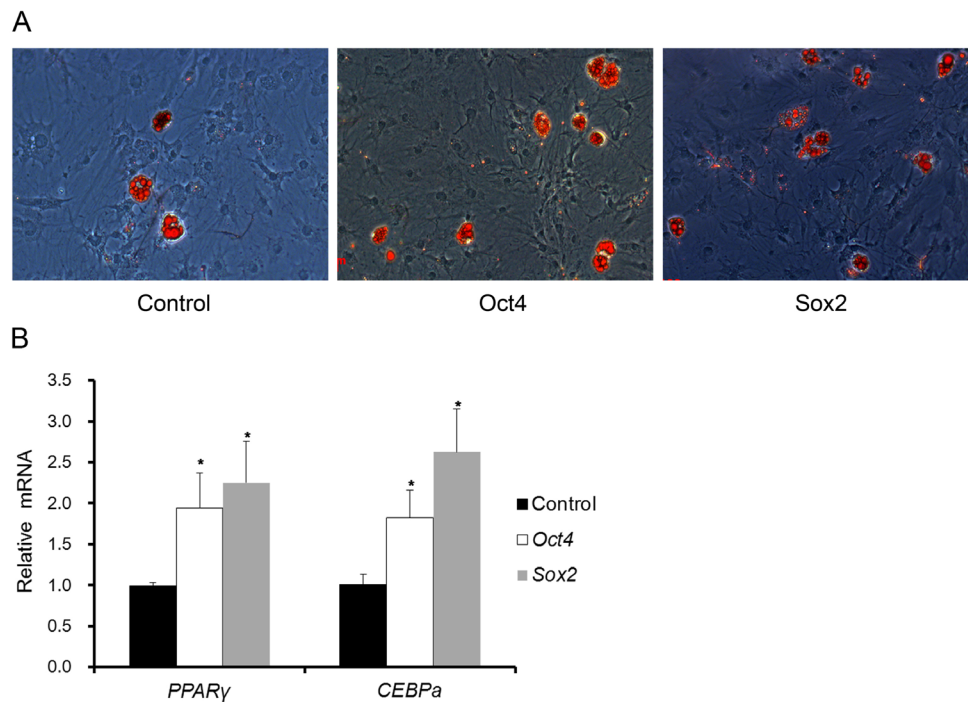 A
Control
Oct4
Sox2
B
3.5
3.0
2.5
2.0
1.5
1.0
0.5
0.0
Relative mRNA
*
*
*
*
Control
Oct4
Sox2
PPARγ
CEBPa